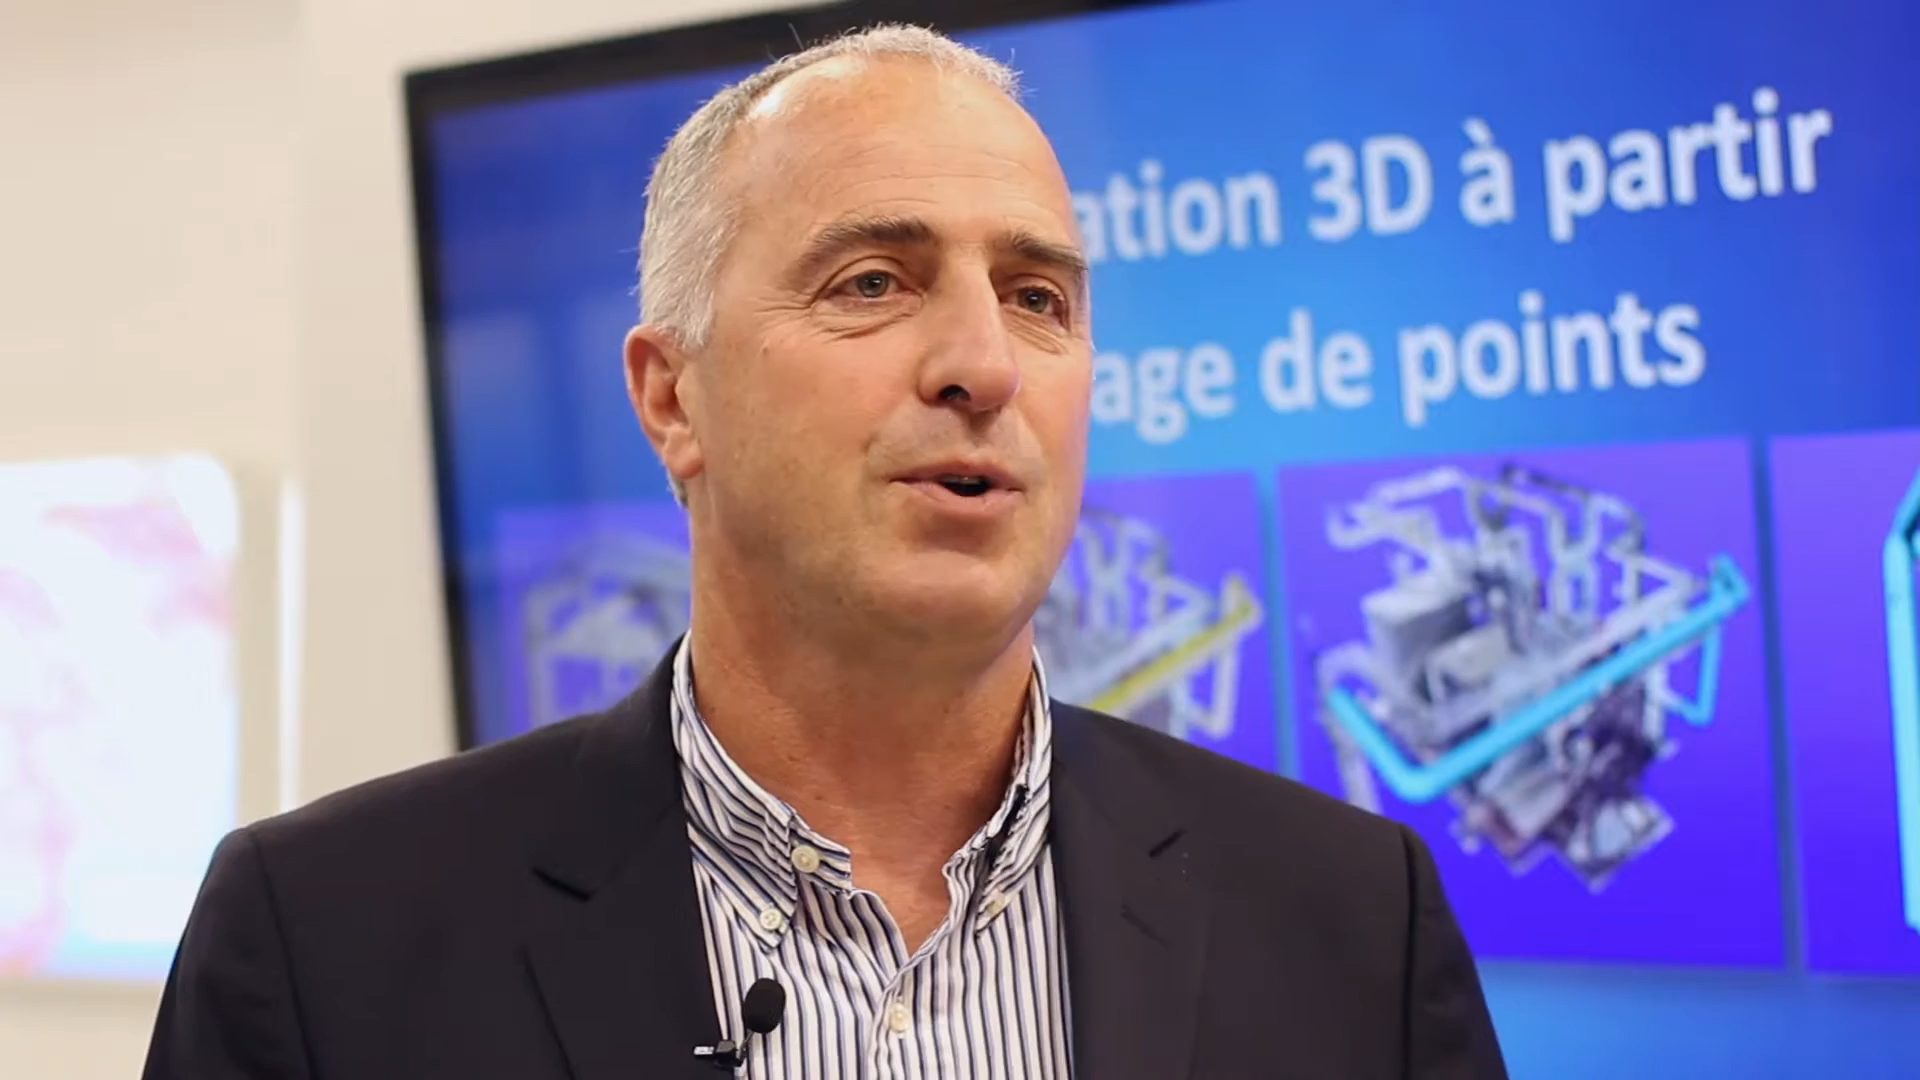 ation 3D à partir
age de points